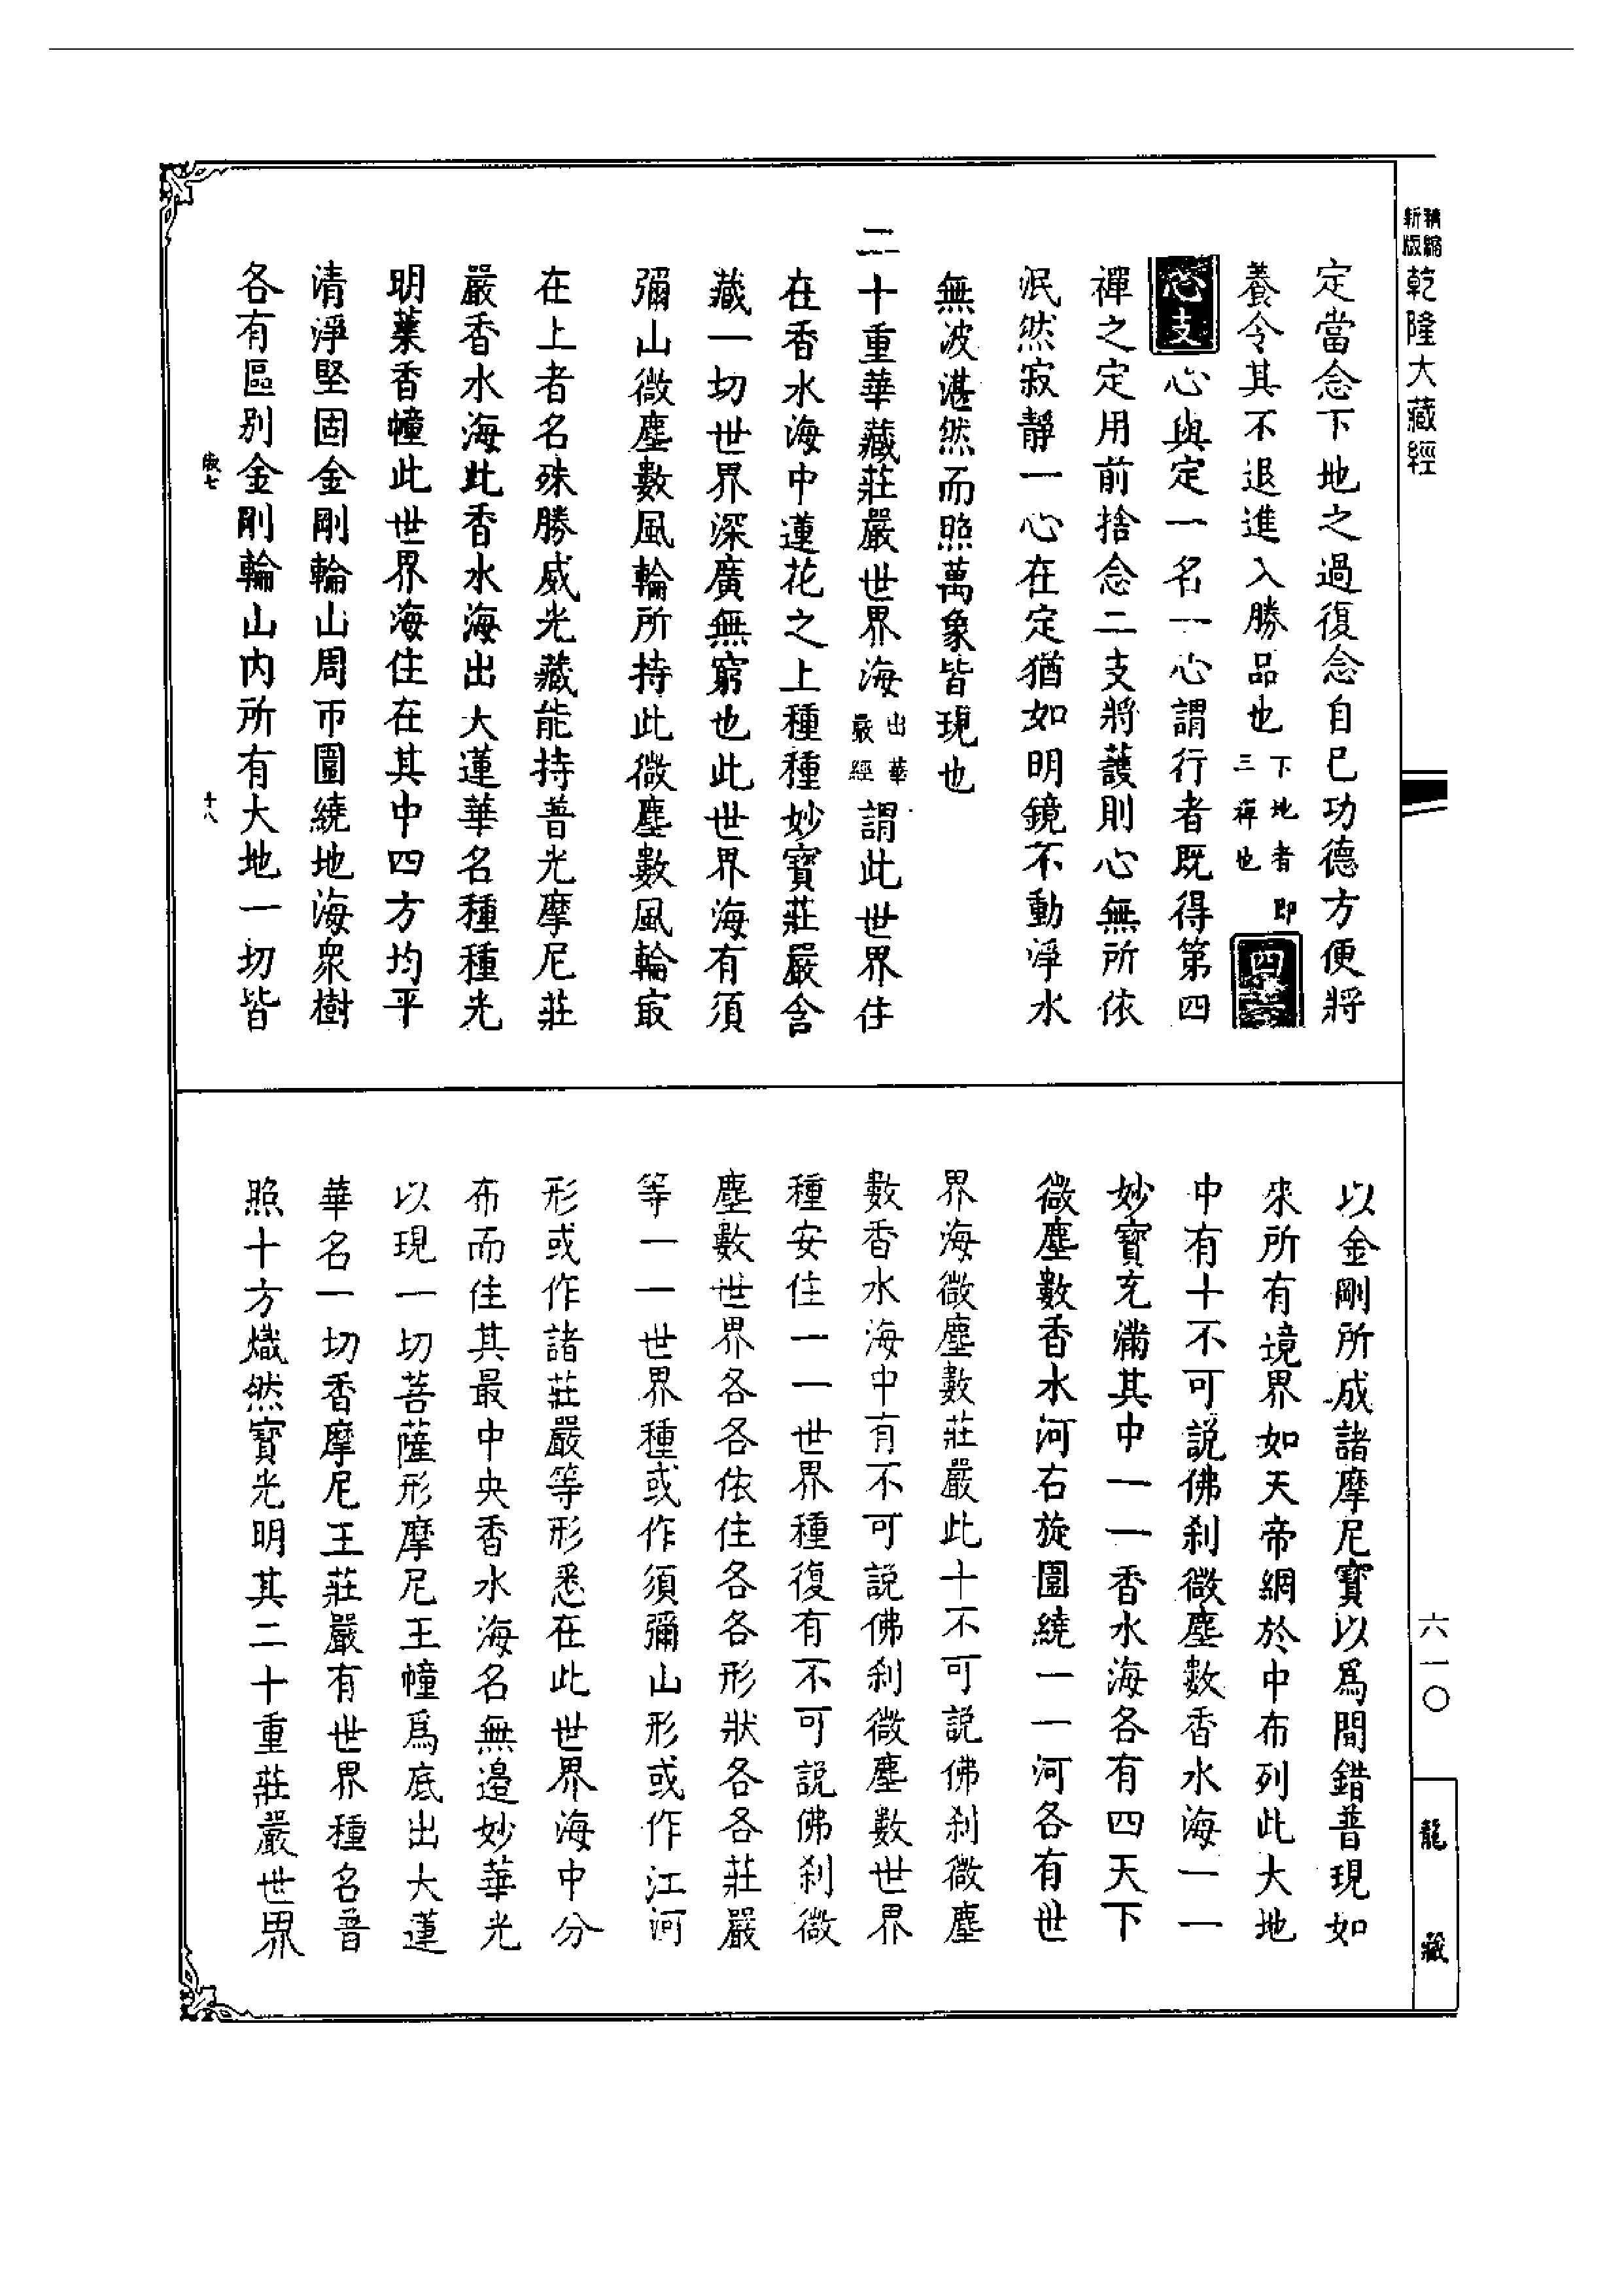 精縮新版乾隆大藏經
定當念下地之過復念自己功德方便將
養令其不退進入勝品也下地者即三禪也四一
心支心與定一名一心謂行者既得第四
禪之定用前捨念二支將護則心無所依
泯然寂靜一心在定猶如明鏡不動淨水
無波湛然而照萬象皆現也
二十重華藏莊嚴世界海出華嚴經謂此世界住
在香水海中蓮花之上種種妙寶莊嚴含
藏一切世界深廣無窮也此世界海有須
彌山微塵數風輪所持此微塵數風輪㝡
在上者名殊勝威光藏能持普光摩尼莊
嚴香水海此香水海出大蓮華名種種光
明蘂香幢此世界海住在其中四方均平
清淨堅固金剛輪山周帀圍繞地海眾樹
各有區別金剛輪山內所有大地一切皆
十八
以金剛所成諸摩尼寶以爲間錯普現如
來所有境界如天帝網於中布列此大地
中有十不可説佛刹微塵數香水海一一
妙寶充滿其中一一香水海各有四天下
微塵數香水河右旋圍繞一一河各有世
界海微塵數莊嚴此十不可説佛刹微塵
數香水海中有不可説佛刹微塵數世界
種安住一一世界種復有不可説佛刹微
塵數世界各各依住各各形狀各各莊嚴
等一一世界種或作須彌山形或作江河
形或作諸莊嚴等形悉在此世界海中分
布而住其最中央香水海名無邊妙華光
以現一切菩薩形摩尼王幢爲底出大蓮
華名一切香摩尼王莊嚴有世界種名普
照十方熾然寶光明其二十重莊嚴世界
六一〇
龍藏